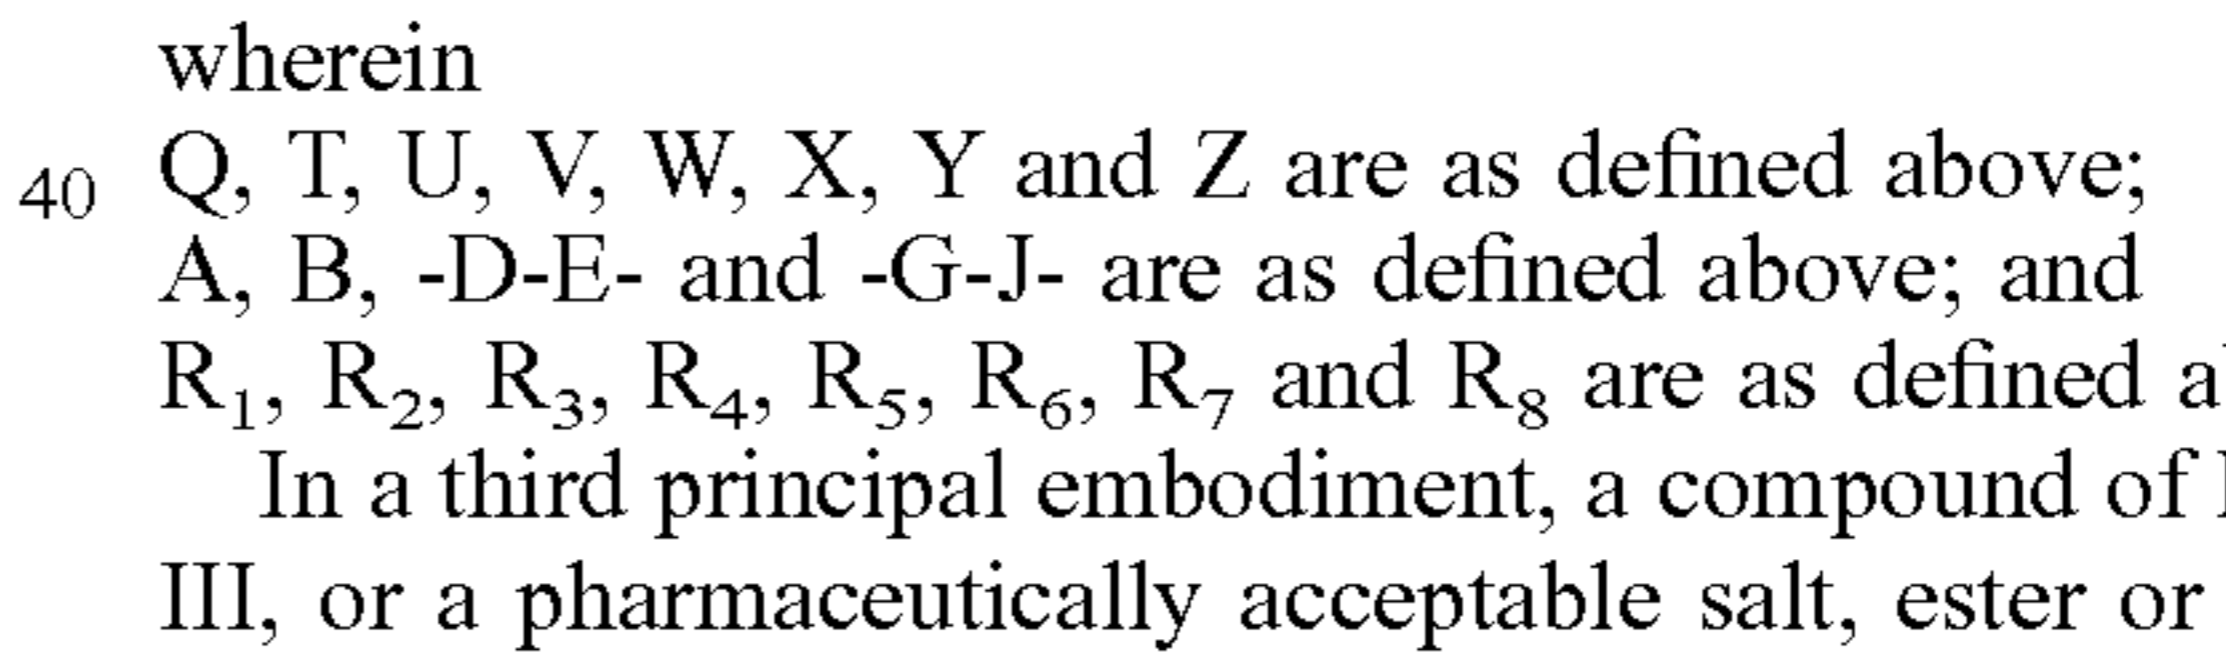 wherein
40 Q, T, U, V, W, X, Y and Z are as defined above;
A, B, -D-E- and -G-J- are as defined above; and
R₁, R₂, R₃, R₄, R₅, R₆, R₇ and R₈ are as defined
In a third principal embodiment, a compound of
III, or a pharmaceutically acceptable salt, ester or